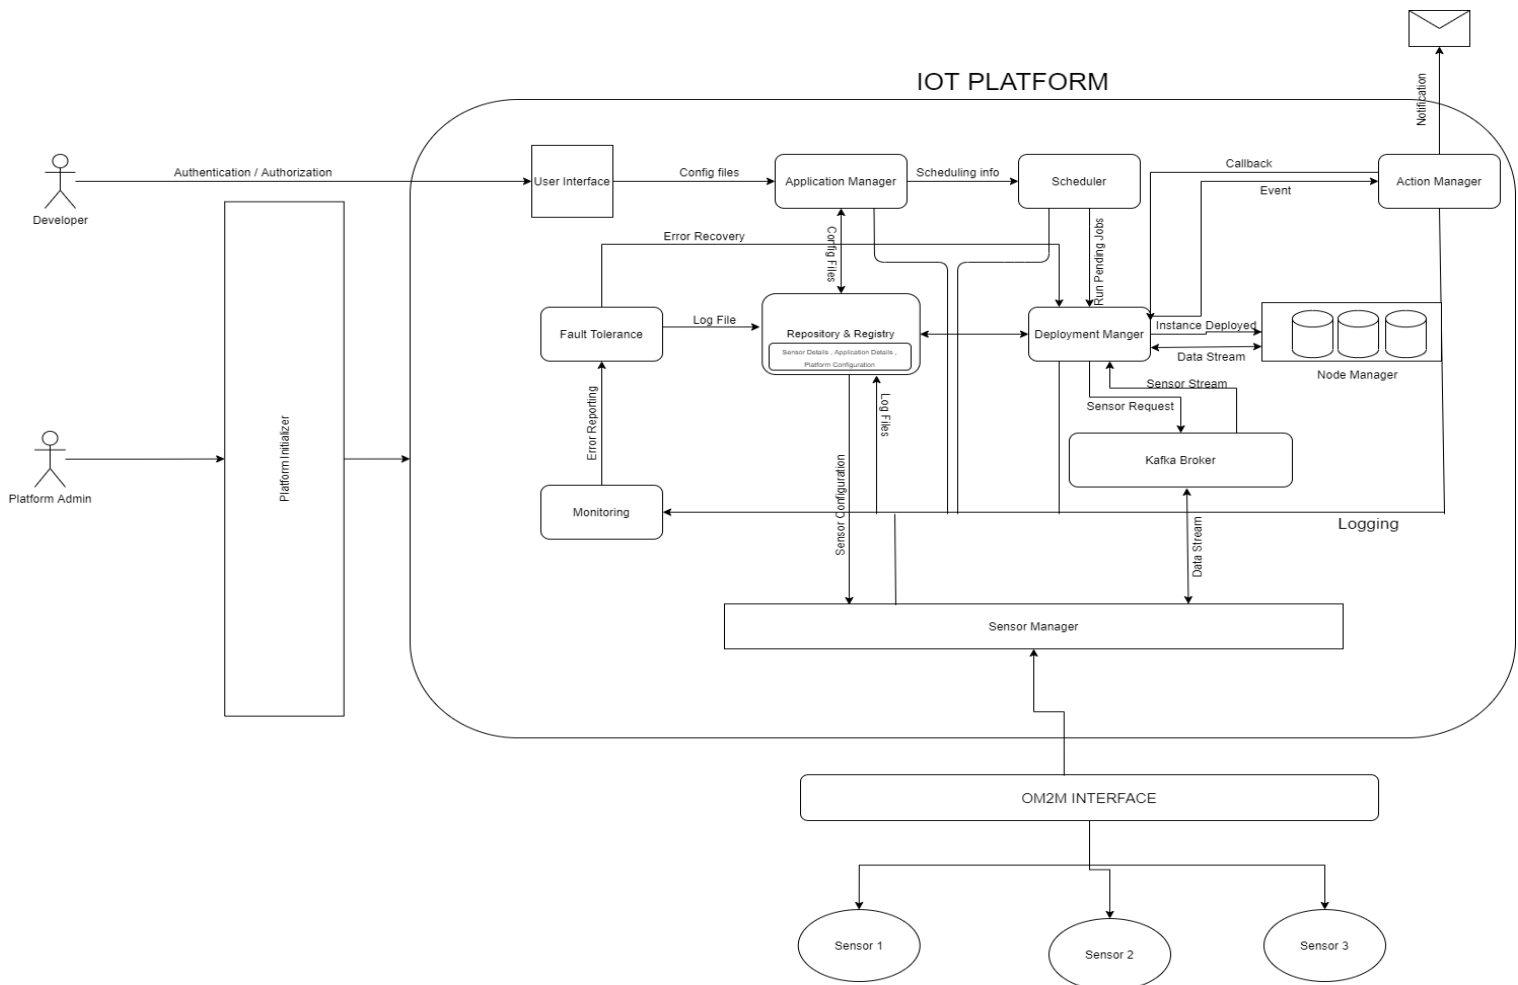 IOT PLATFORM
Notification
Authentication / Authorization
Developer
User Interface
Config files
Application Manager
Scheduling info
Scheduler
Callback
Event
Action Manager
Error Recovery
Config Files
Run Pending Jobs
Fault Tolerance
Log File
Repository & Registry
Sensor Details , Application Details ,
Platform Configuration
Deployment Manger
Instance Deployed
Data Stream
Node Manager
Sensor Stream
Sensor Request
Error Reporting
Log Files
Platform Initializer
Platform Admin
Kafka Broker
Sensor Configuration
Monitoring
Logging
Data Stream
Sensor Manager
OM2M INTERFACE
Sensor 1
Sensor 2
Sensor 3